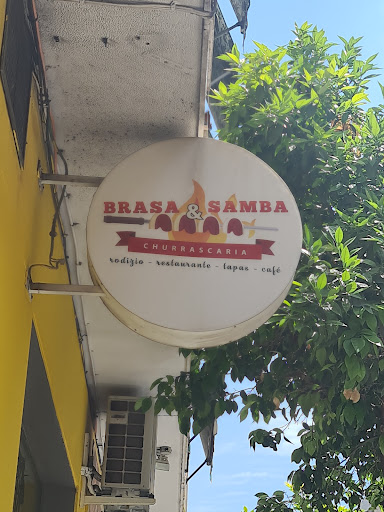 BRASA & SAMBA
CHURRASCARIA
rodizio - restaurante - tapas - café